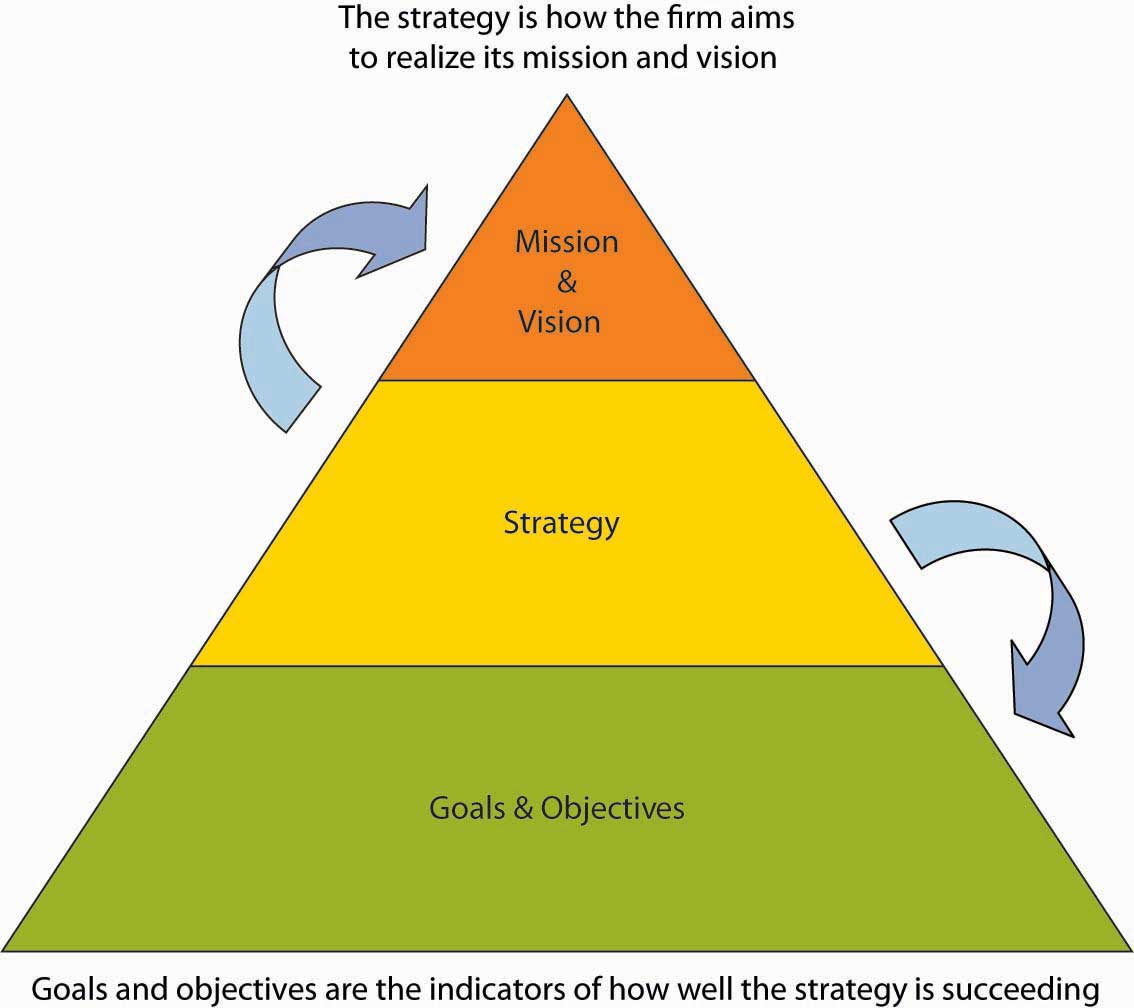 The strategy is how the firm aims
to realize its mission and vision
Mission
&
Vision
Strategy
Goals & Objectives
Goals and objectives are the indicators of how well the strategy is succeeding